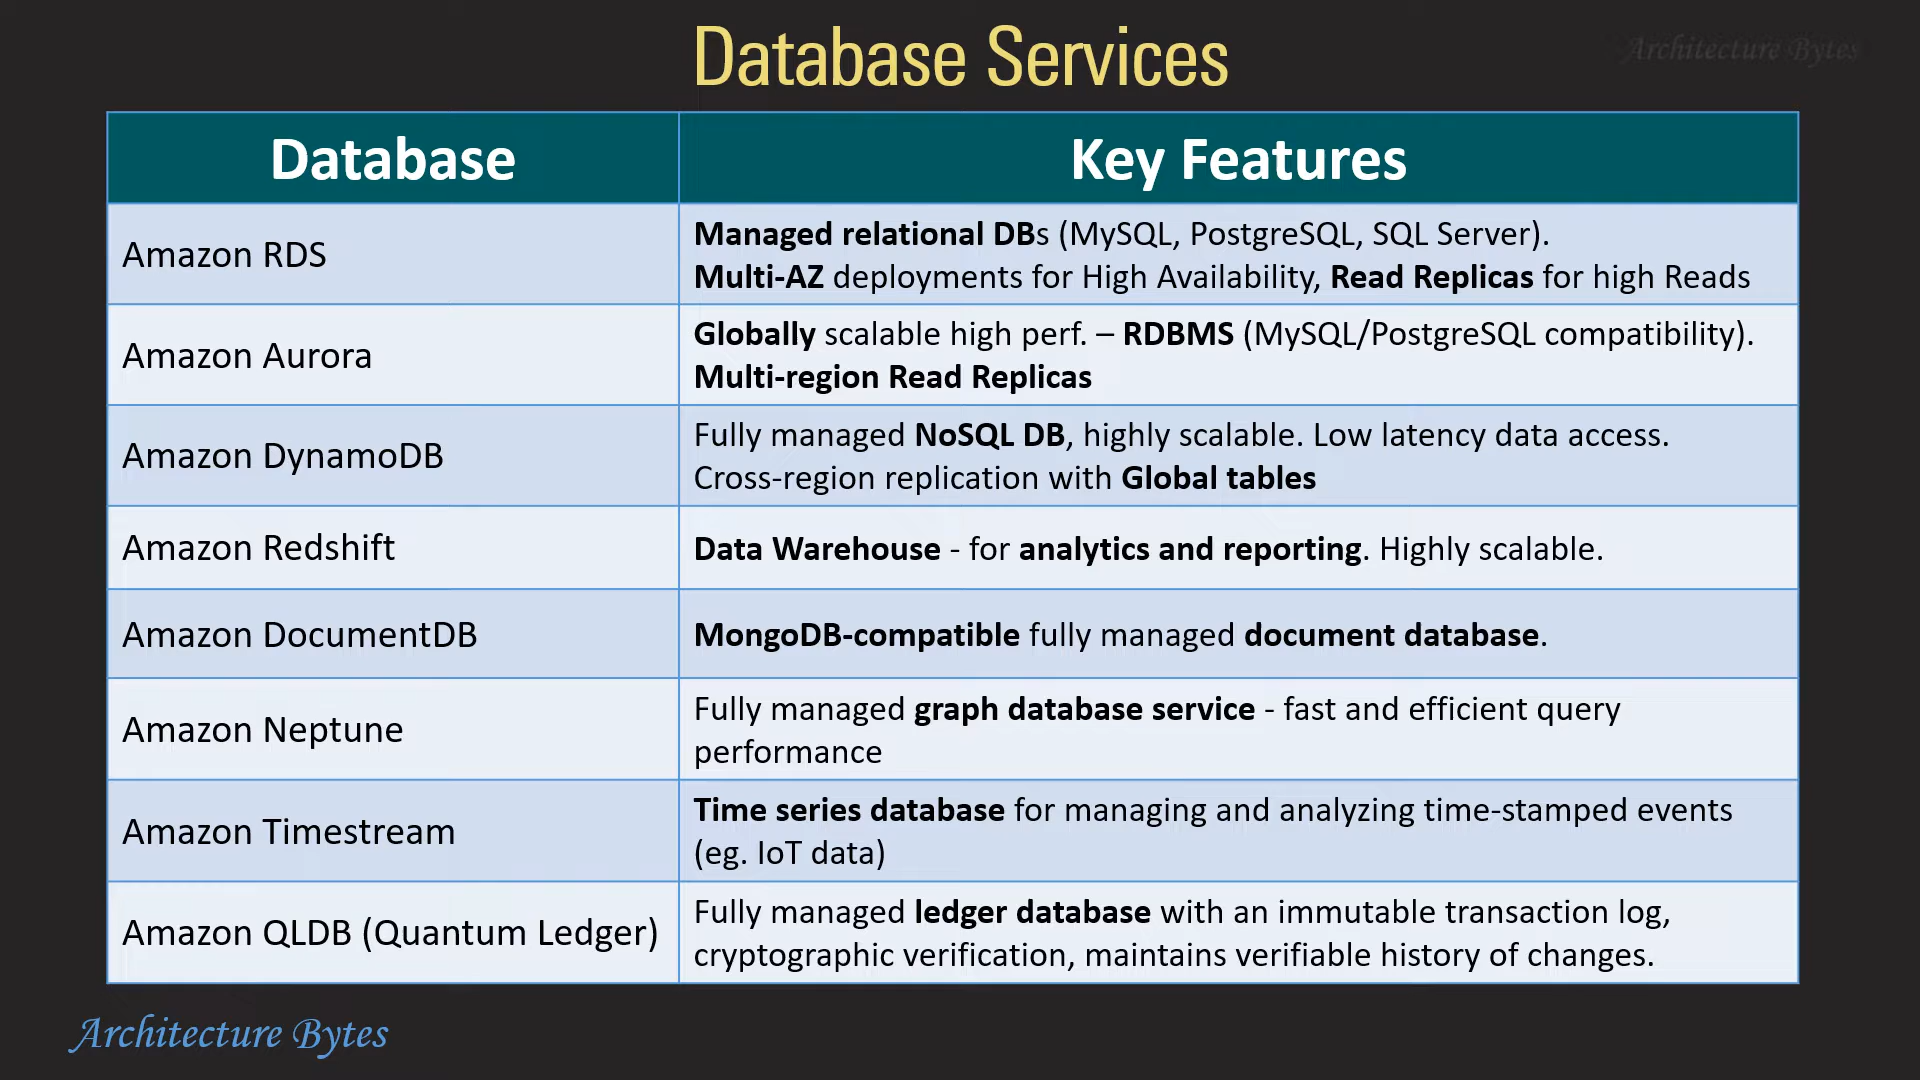 Database Services
Architecture Bytes
Database
Key Features
Amazon RDS
Managed relational DBs (MySQL, PostgreSQL, SQL Server).
Multi-AZ deployments for High Availability, Read Replicas for high Reads
Amazon Aurora
Globally scalable high perf. – RDBMS (MySQL/PostgreSQL compatibility).
Multi-region Read Replicas
Amazon DynamoDB
Fully managed NoSQL DB, highly scalable. Low latency data access.
Cross-region replication with Global tables
Amazon Redshift
Data Warehouse - for analytics and reporting. Highly scalable.
Amazon DocumentDB
MongoDB-compatible fully managed document database.
Amazon Neptune
Fully managed graph database service - fast and efficient query
performance
Amazon Timestream
Time series database for managing and analyzing time-stamped events
(eg. IoT data)
Amazon QLDB (Quantum Ledger)
Fully managed ledger database with an immutable transaction log,
cryptographic verification, maintains verifiable history of changes.
Architecture Bytes